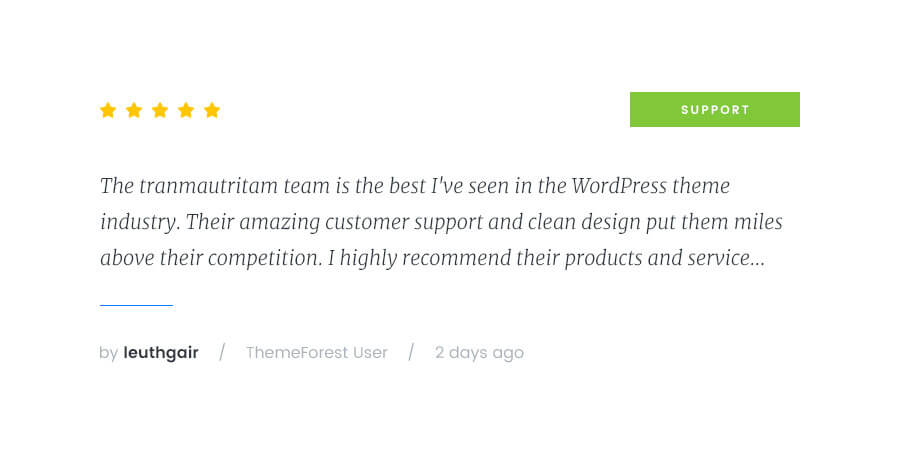 SUPPORT
The tranmautritam team is the best I've seen in the WordPress theme
industry. Their amazing customer support and clean design put them miles
above their competition. I highly recommend their products and service...
by leuthgair / ThemeForest User / 2 days ago